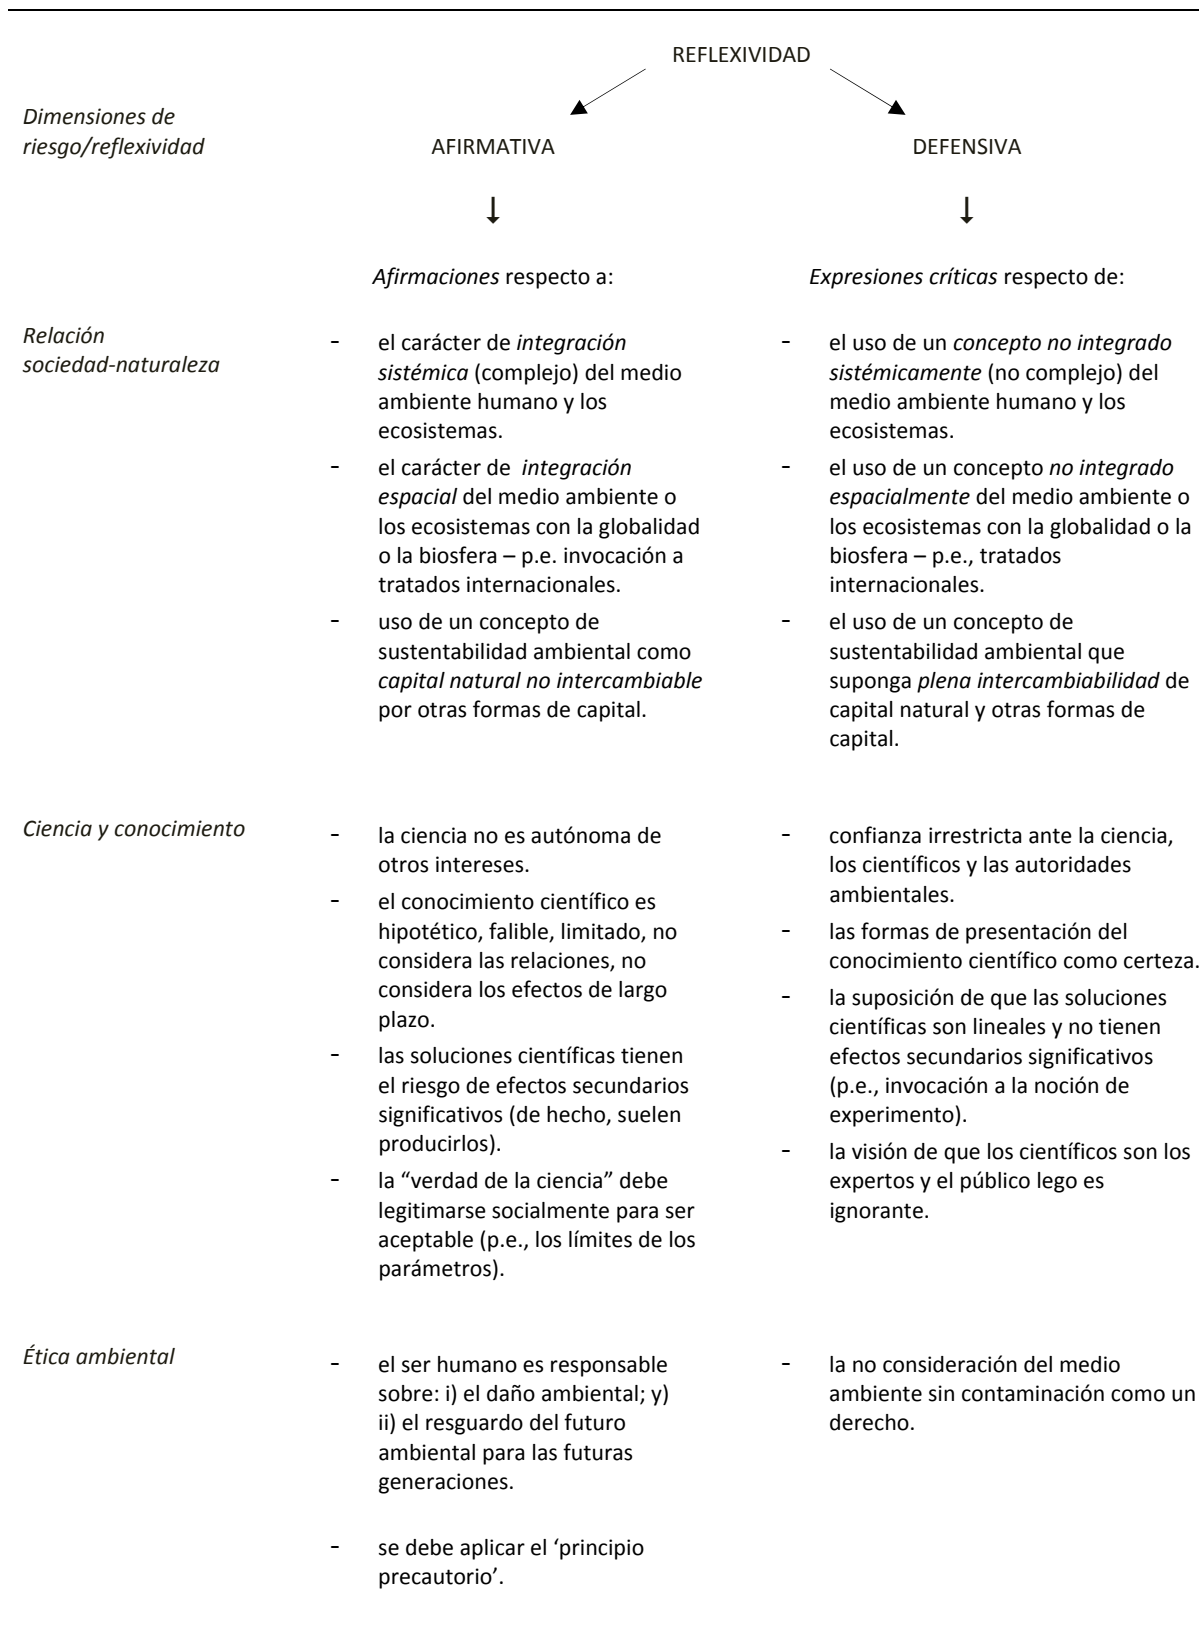 REFLEXIVIDAD
Dimensiones de
riesgo/reflexividad
AFIRMATIVA
DEFENSIVA
Afirmaciones respecto a:
Expresiones críticas respecto de:
Relación
sociedad-naturaleza
- el carácter de integración
sistémica (complejo) del medio
ambiente humano y los
ecosistemas.
- el carácter de integración
espacial del medio ambiente o
los ecosistemas con la globalidad
o la biosfera – p.e. invocación a
tratados internacionales.
- uso de un concepto de
sustentabilidad ambiental como
capital natural no intercambiable
por otras formas de capital.
- el uso de un concepto no integrado
sistémicamente (no complejo) del
medio ambiente humano y los
ecosistemas.
- el uso de un concepto no integrado
espacialmente del medio ambiente o
los ecosistemas con la globalidad o la
biosfera – p.e., tratados
internacionales.
- el uso de un concepto de
sustentabilidad ambiental que
suponga plena intercambiabilidad de
capital natural y otras formas de
capital.
Ciencia y conocimiento
- la ciencia no es autónoma de
otros intereses.
- el conocimiento científico es
hipotético, falible, limitado, no
considera las relaciones, no
considera los efectos de largo
plazo.
- las soluciones científicas tienen
el riesgo de efectos secundarios
significativos (de hecho, suelen
producirlos).
- la “verdad de la ciencia” debe
legitimarse socialmente para ser
aceptable (p.e., los límites de los
parámetros).
- confianza irrestricta ante la ciencia,
los científicos y las autoridades
ambientales.
- las formas de presentación del
conocimiento científico como certeza.
- la suposición de que las soluciones
científicas son lineales y no tienen
efectos secundarios significativos
(p.e., invocación a la noción de
experimento).
- la visión de que los científicos son los
expertos y el público lego es
ignorante.
Ética ambiental
- el ser humano es responsable
sobre: i) el daño ambiental; y)
ii) el resguardo del futuro
ambiental para las futuras
generaciones.
- se debe aplicar el ‘principio
precautorio’.
- la no consideración del medio
ambiente sin contaminación como un
derecho.